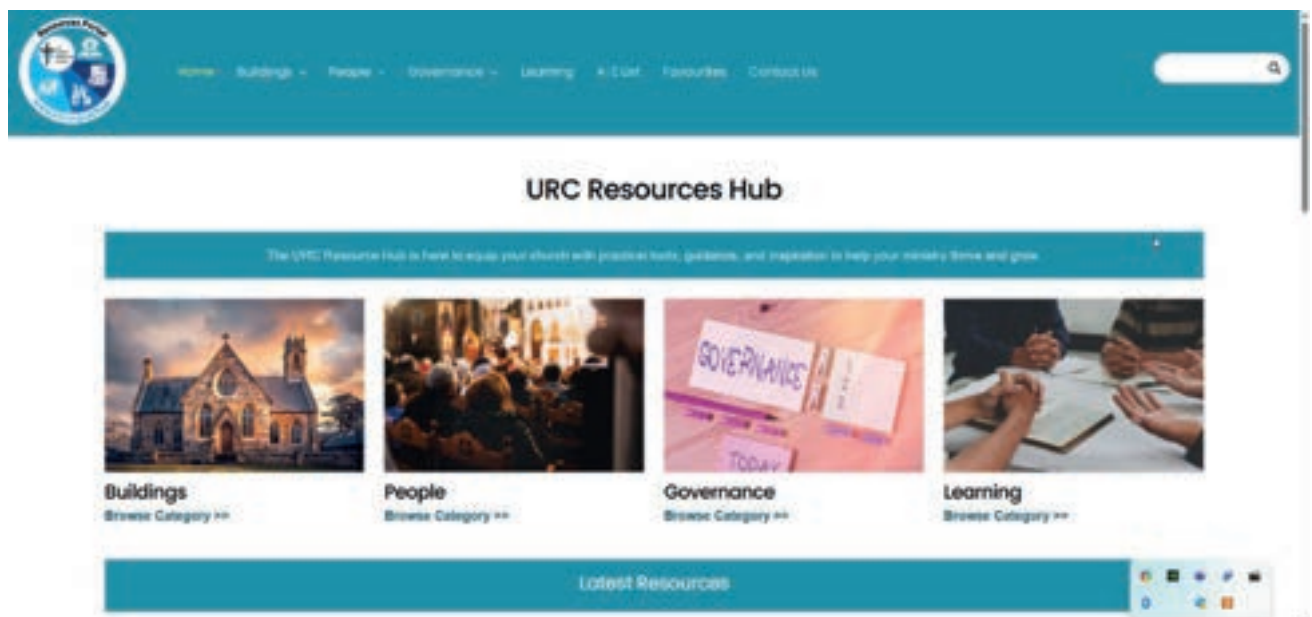 Resources Portal
Home Buildings People Governance Learning A-Z List Favourites Contact Us
URC Resources Hub
The URC Resource Hub is here to equip your church with practical tools, guidance, and inspiration to help your ministry thrive and grow.
GOVERNANCE
TODAY
Buildings
People
Governance
Learning
Browse Category >>
Browse Category >>
Browse Category >>
Browse Category >>
Latest Resources